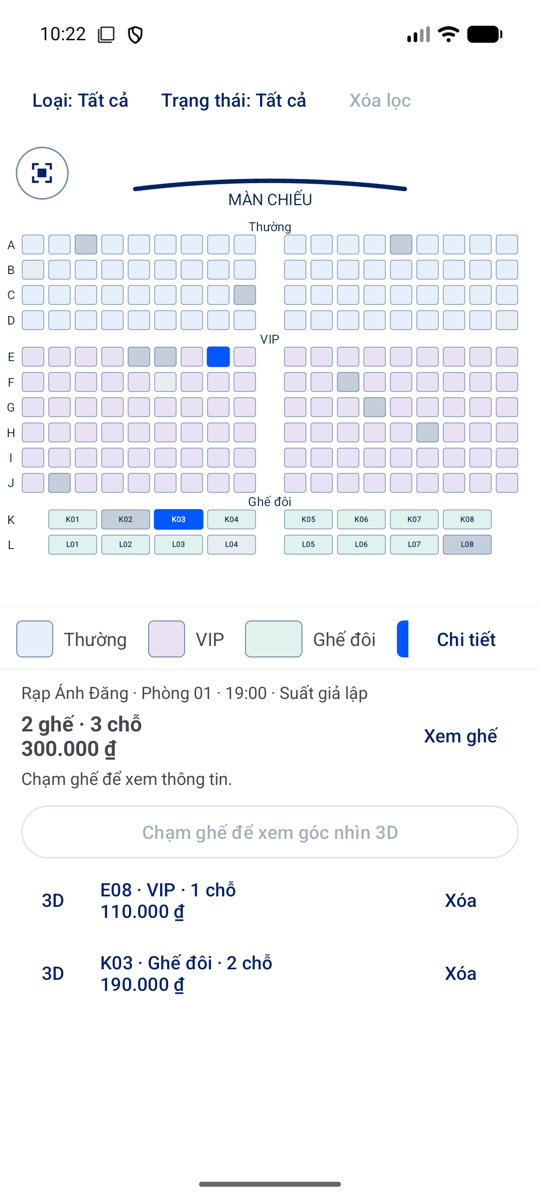 10:22
Loại: Tất cả Trạng thái: Tất cả Xóa lọc
MÀN CHIẾU
Thường
A
B
C
D
VIP
E
F
G
H
I
J
Ghế đôi
K K01 K02 K03 K04 K05 K06 K07 K08
L L01 L02 L03 L04 L05 L06 L07 L08
Thường VIP Ghế đôi Chi tiết
Rạp Ánh Đăng · Phòng 01 · 19:00 · Suất giả lập
2 ghế · 3 chỗ
300.000 ₫
Xem ghế
Chạm ghế để xem thông tin.
Chạm ghế để xem góc nhìn 3D
3D E08 · VIP · 1 chỗ
110.000 ₫
Xóa
3D K03 · Ghế đôi · 2 chỗ
190.000 ₫
Xóa